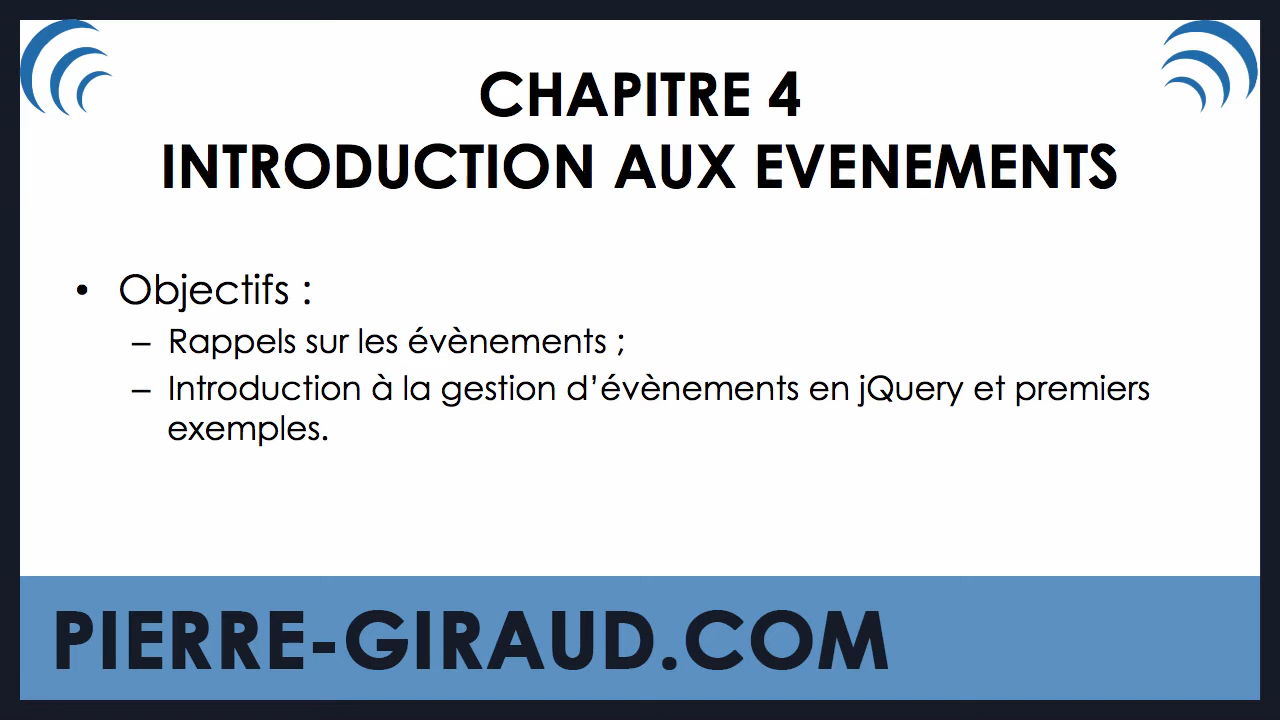 CHAPITRE 4
INTRODUCTION AUX EVENEMENTS
• Objectifs :
– Rappels sur les évènements ;
– Introduction à la gestion d’évènements en jQuery et premiers
exemples.
PIERRE-GIRAUD.COM